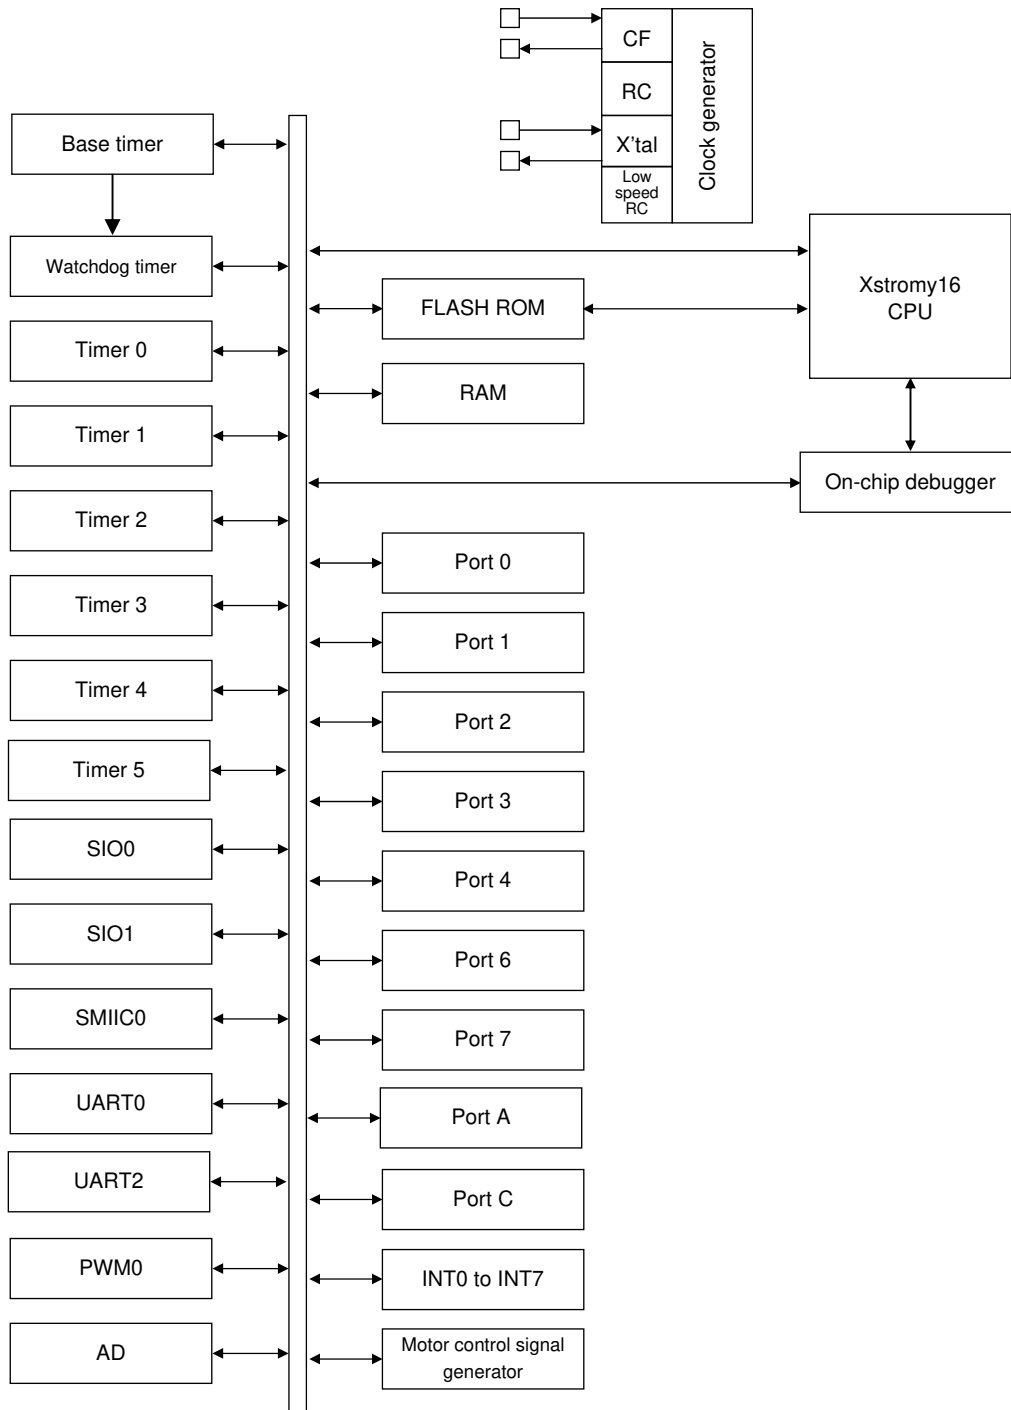 CF
RC
X'tal
Low
speed
RC
Clock generator
Base timer
Watchdog timer
Timer 0
Timer 1
Timer 2
Timer 3
Timer 4
Timer 5
SIO0
SIO1
SMIIC0
UART0
UART2
PWM0
AD
FLASH ROM
RAM
Port 0
Port 1
Port 2
Port 3
Port 4
Port 6
Port 7
Port A
Port C
INT0 to INT7
Motor control signal
generator
Xstromy16
CPU
On-chip debugger